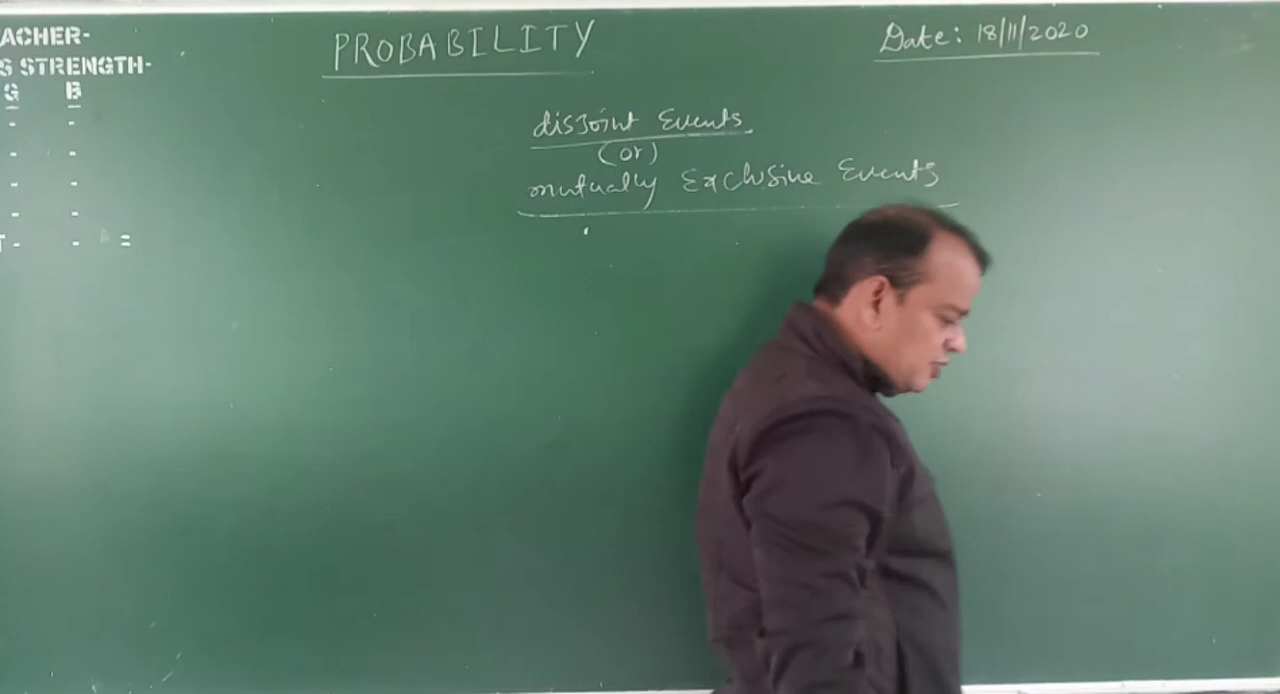 ACHER-
S STRENGTH-
G B
- -
- -
- -
- -
T- - =
PROBABILITY
Date: 18/11/2020
disjoint Events
(or)
mutually Exclusive Events